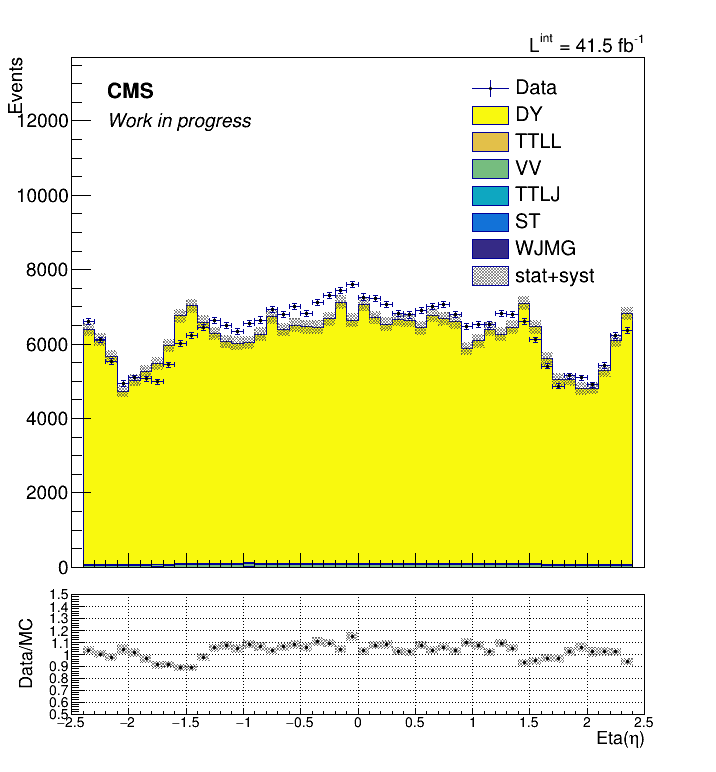 L^int = 41.5 fb^-1
Events
CMS
Work in progress
Data
DY
TTLL
VV
TTLJ
ST
WJMG
stat+syst
12000
10000
8000
6000
4000
2000
0
Data/MC
1.5
1.4
1.3
1.2
1.1
1
0.9
0.8
0.7
0.6
0.5
−2.5 −2 −1.5 −1 −0.5 0 0.5 1 1.5 2 2.5
Eta(η)